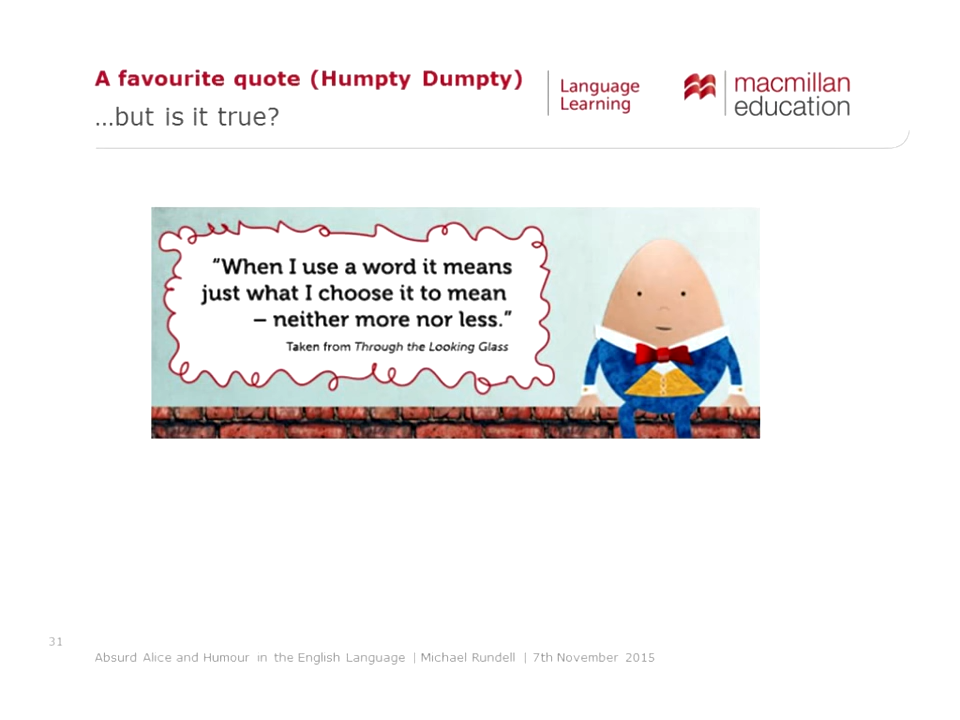 A favourite quote (Humpty Dumpty)
...but is it true?
Language
Learning
macmillan
education
“When I use a word it means
just what I choose it to mean
– neither more nor less.”
Taken from Through the Looking Glass
31
Absurd Alice and Humour in the English Language | Michael Rundell | 7th November 2015